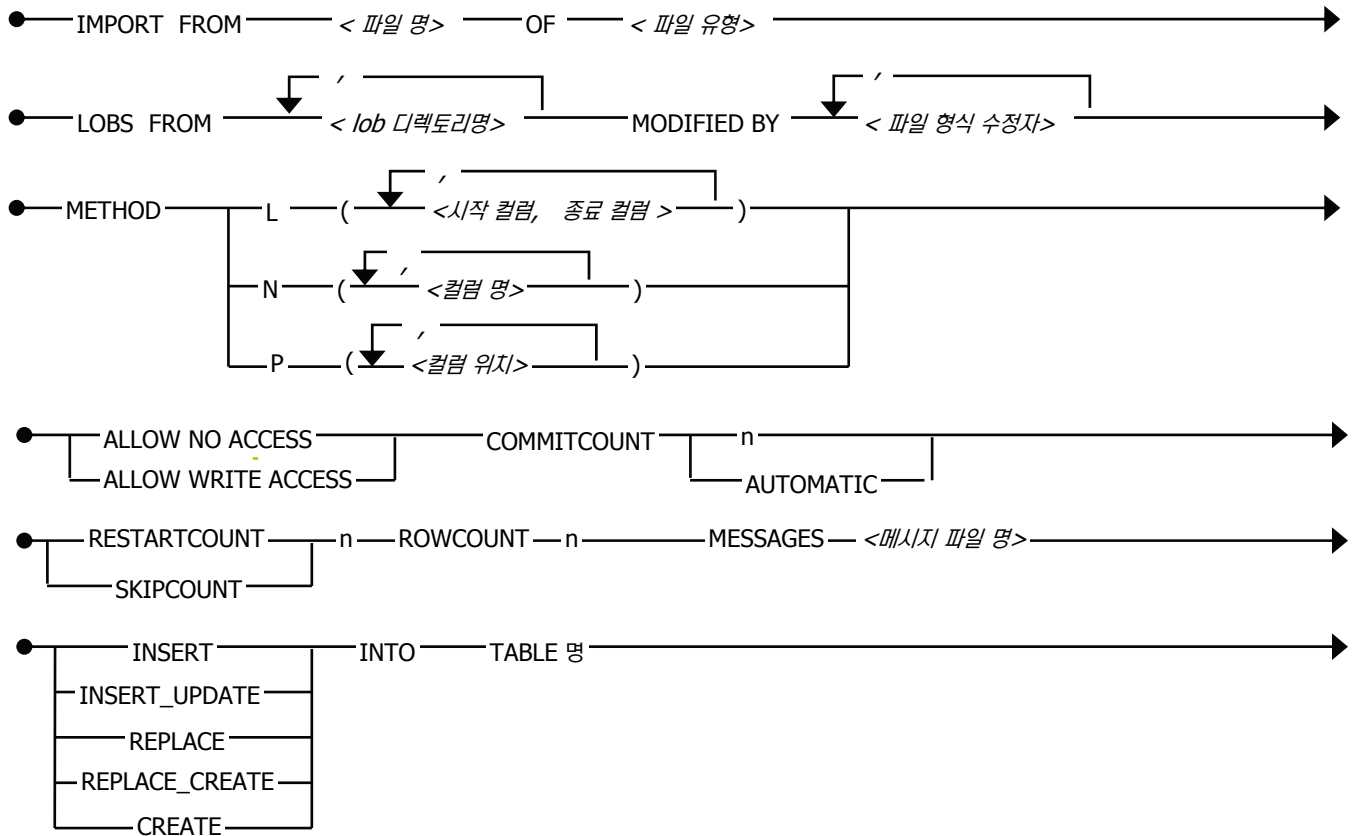 IMPORT FROM < 파일 명> OF < 파일 유형>
, ,
LOBS FROM < lob 디렉토리명> MODIFIED BY < 파일 형식 수정자>
,
METHOD L ( <시작 컬럼, 종료 컬럼 > )
,
N ( <컬럼 명> )
,
P ( <컬럼 위치> )
ALLOW NO ACCESS COMMITCOUNT n
ALLOW WRITE ACCESS AUTOMATIC
RESTARTCOUNT n ROWCOUNT n MESSAGES <메시지 파일 명>
SKIPCOUNT
INSERT INTO TABLE 명
INSERT_UPDATE
REPLACE
REPLACE_CREATE
CREATE